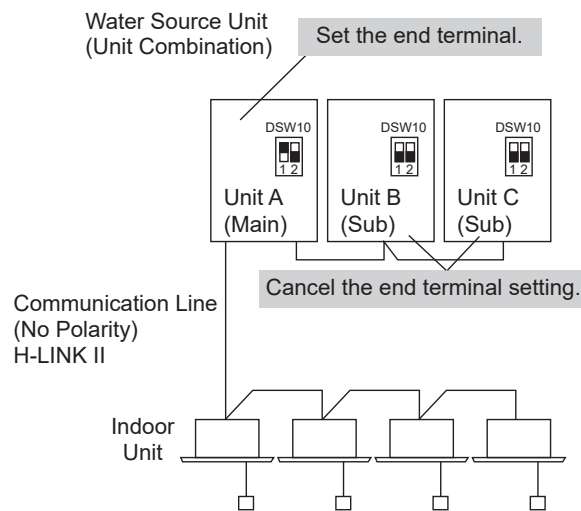 Water Source Unit
(Unit Combination)
Set the end terminal.
DSW10
1 2
Unit A
(Main)
DSW10
1 2
Unit B
(Sub)
DSW10
1 2
Unit C
(Sub)
Cancel the end terminal setting.
Communication Line
(No Polarity)
H-LINK II
Indoor
Unit